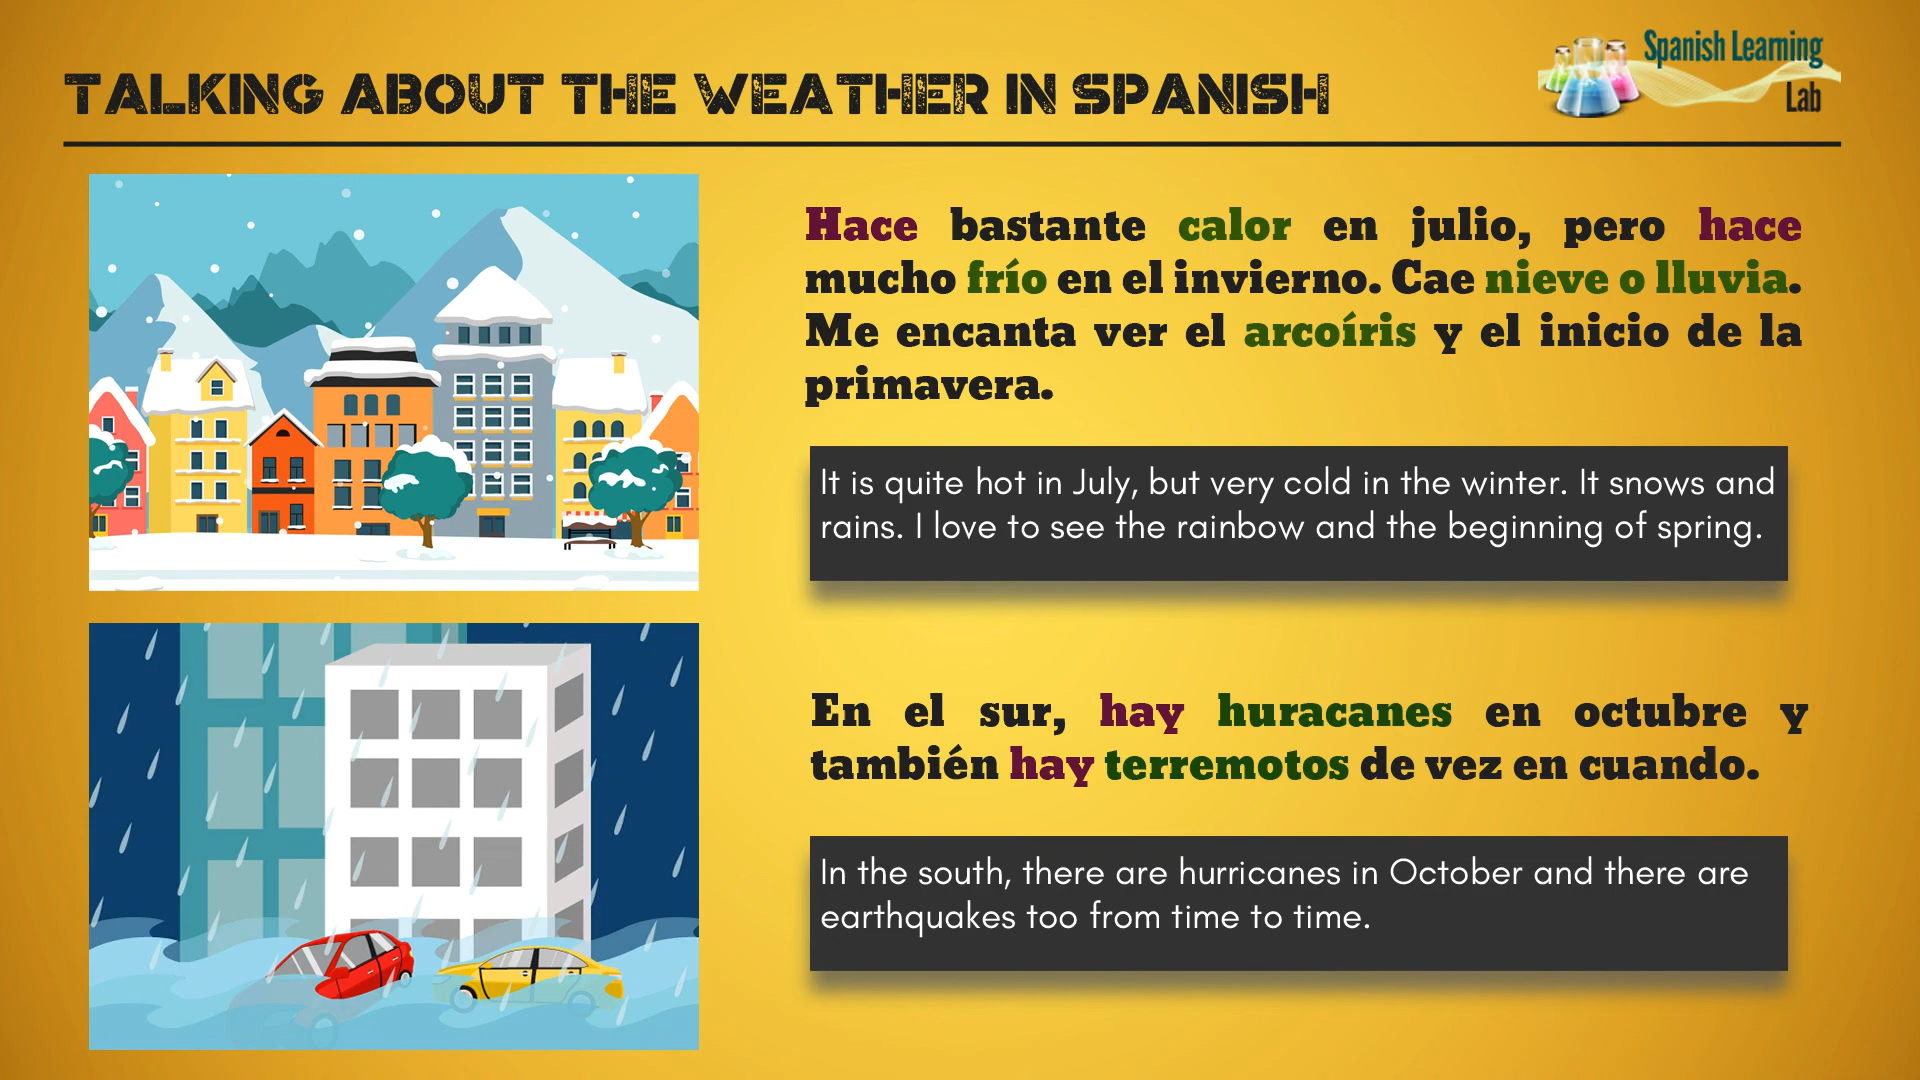 TALKING ABOUT THE WEATHER IN SPANISH
Spanish Learning
Lab
Hace bastante calor en julio, pero hace
mucho frío en el invierno. Cae nieve o lluvia.
Me encanta ver el arcoíris y el inicio de la
primavera.
It is quite hot in July, but very cold in the winter. It snows and
rains. I love to see the rainbow and the beginning of spring.
En el sur, hay huracanes en octubre y
también hay terremotos de vez en cuando.
In the south, there are hurricanes in October and there are
earthquakes too from time to time.